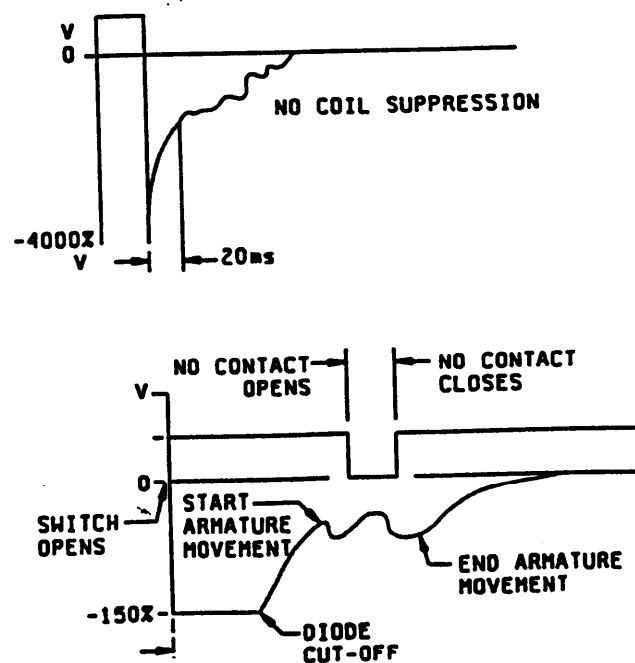 V
0
NO COIL SUPPRESSION
-4000%
V
20ms
NO CONTACT
OPENS
NO CONTACT
CLOSES
V
0
SWITCH
OPENS
START
ARMATURE
MOVEMENT
END ARMATURE
MOVEMENT
-150%
DIODE
CUT-OFF